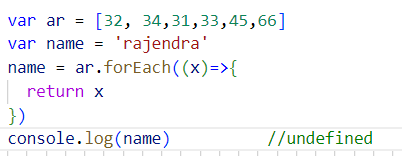 var ar = [32, 34,31,33,45,66]
var name = 'rajendra'
name = ar.forEach((x)=>{
return x
})
console.log(name) //undefined